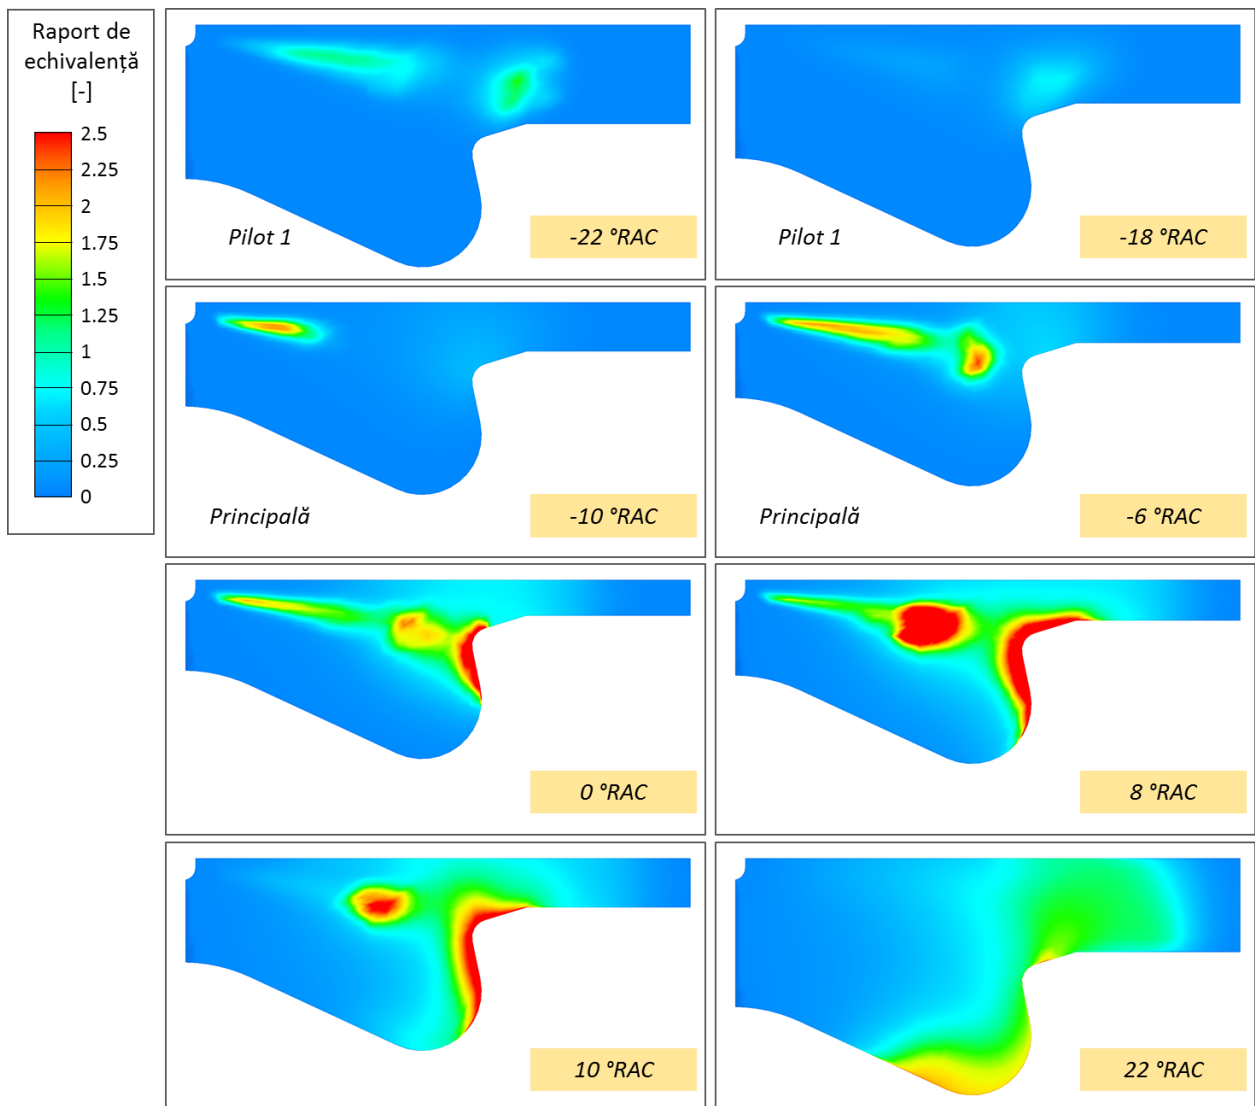 Raport de
echivalență
[-]
2.5
2.25
2
1.75
1.5
1.25
1
0.75
0.5
0.25
0
Pilot 1
-22 °RAC
Pilot 1
-18 °RAC
Principală
-10 °RAC
Principală
-6 °RAC
0 °RAC
8 °RAC
10 °RAC
22 °RAC